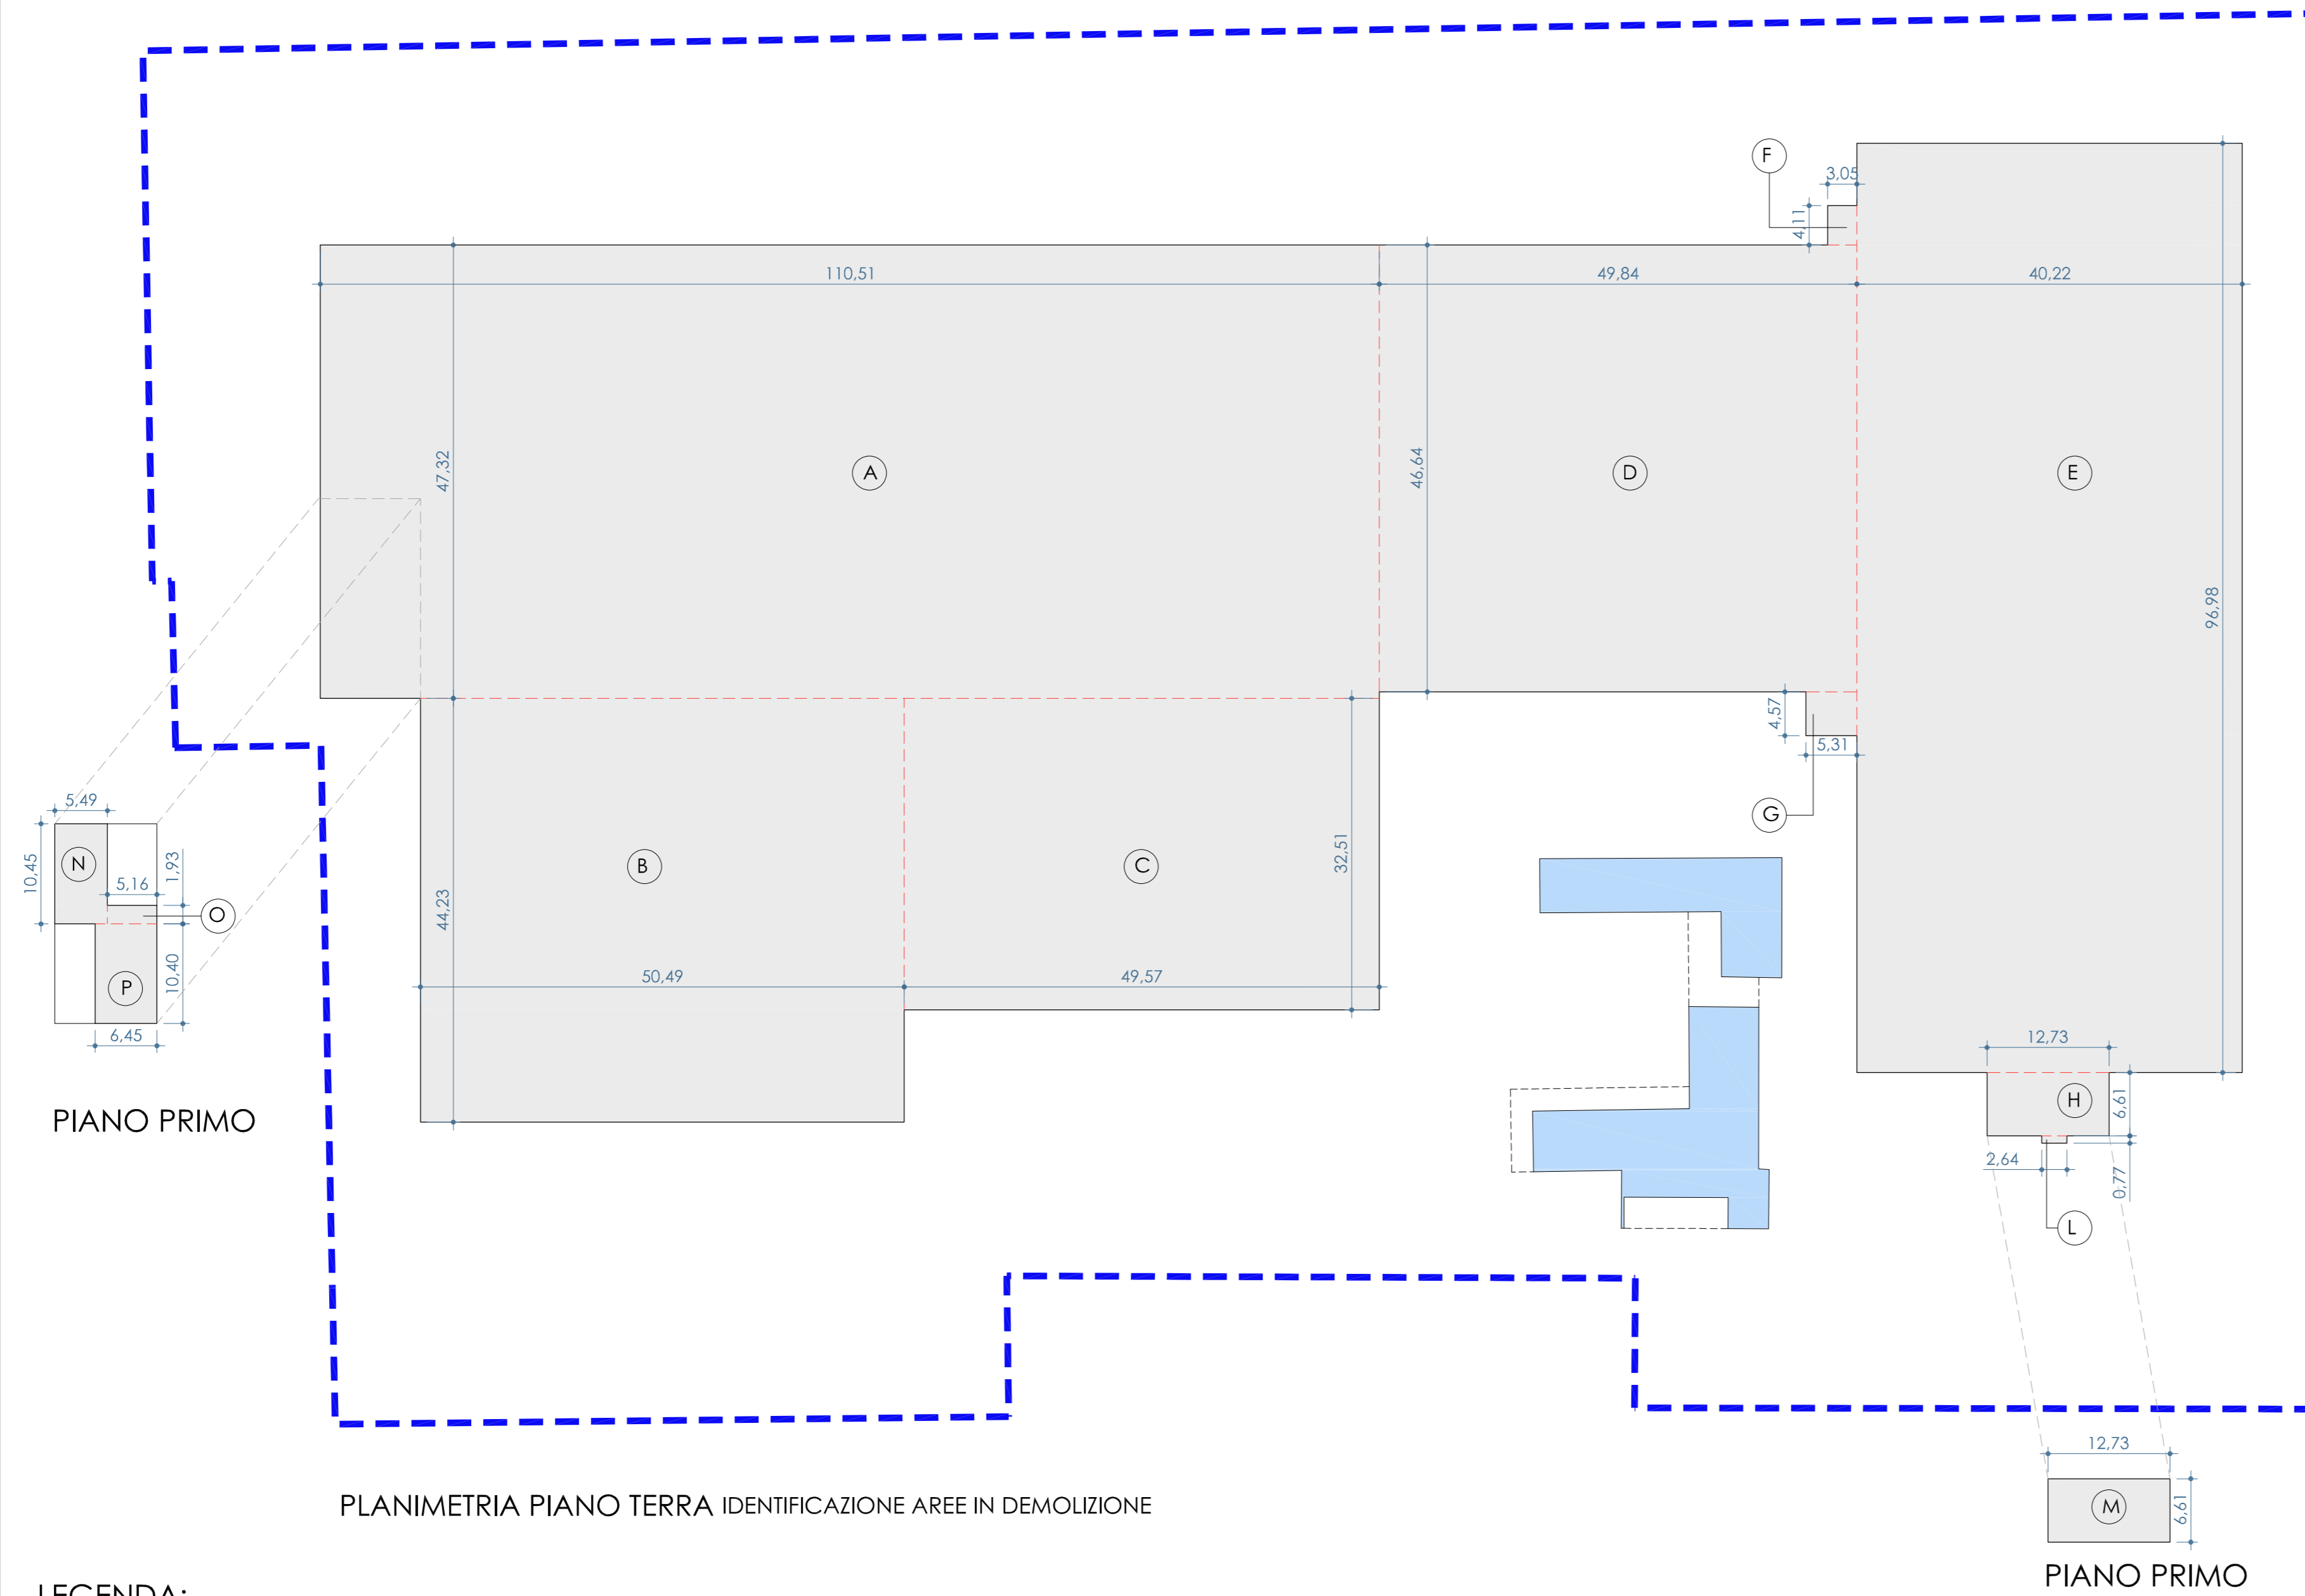 F
3,05
4,11
110,51
49,84
40,22
47,32
46,64
A
D
E
96,98
4,57
5,31
5,49
G
10,45
N
1,93
5,16
O
B
C
32,51
44,23
10,40
P
50,49
49,57
6,45
12,73
H
6,61
PIANO PRIMO
2,64
0,77
L
12,73
PLANIMETRIA PIANO TERRA IDENTIFICAZIONE AREE IN DEMOLIZIONE
M
6,61
PIANO PRIMO
LEGENDA: